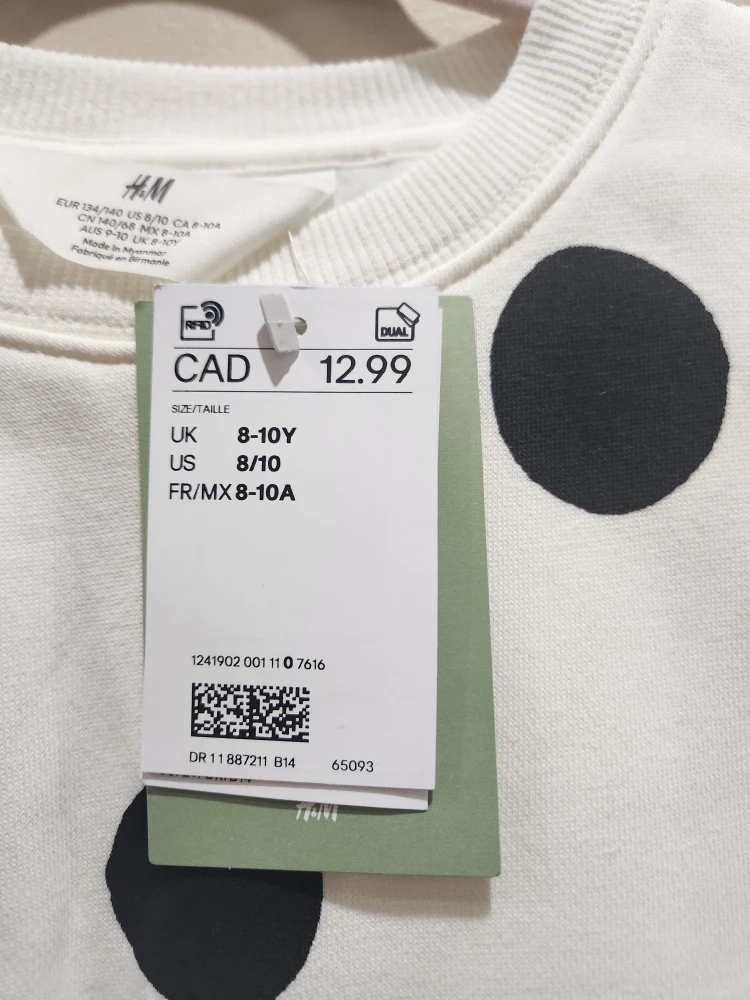 H&M
EUR 134/140 US 8/10 CA 8-10A
CN 140/68 MX 8-10A
AUS 9-10 UK 8-10Y
Made in Myanmar
Fabriqué en Birmanie
RFID
DUAL
CAD 12.99
SIZE/TAILLE
UK 8-10Y
US 8/10
FR/MX 8-10A
1241902 001 11 0 7616
DR 1 1 887211 B14 65093
H&M